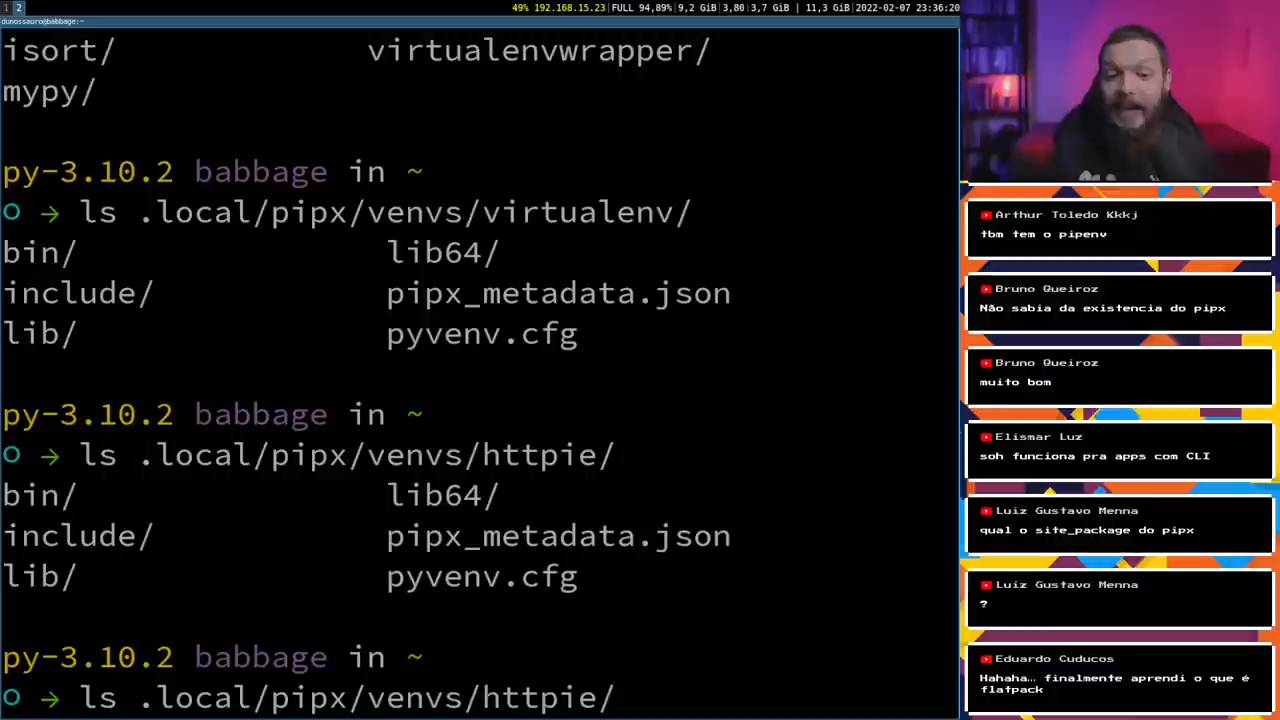 1 2 49% 192.168.15.23|FULL 94,89%|9,2 GiB|3,80|3,7 GiB | 11,3 GiB|2022-02-07 23:36:20
dunossauro@babbage:~
isort/ virtualenvwrapper/
mypy/
py-3.10.2 babbage in ~
○ → ls .local/pipx/venvs/virtualenv/
bin/ lib64/
include/ pipx_metadata.json
lib/ pyvenv.cfg
py-3.10.2 babbage in ~
○ → ls .local/pipx/venvs/httpie/
bin/ lib64/
include/ pipx_metadata.json
lib/ pyvenv.cfg
py-3.10.2 babbage in ~
○ → ls .local/pipx/venvs/httpie/
Arthur Toledo Kkkj
tbm tem o pipenv
Bruno Queiroz
Não sabia da existencia do pipx
Bruno Queiroz
muito bom
Elismar Luz
soh funciona pra apps com CLI
Luiz Gustavo Menna
qual o site_package do pipx
Luiz Gustavo Menna
?
Eduardo Cuducos
Hahaha… finalmente aprendi o que é
flatpack